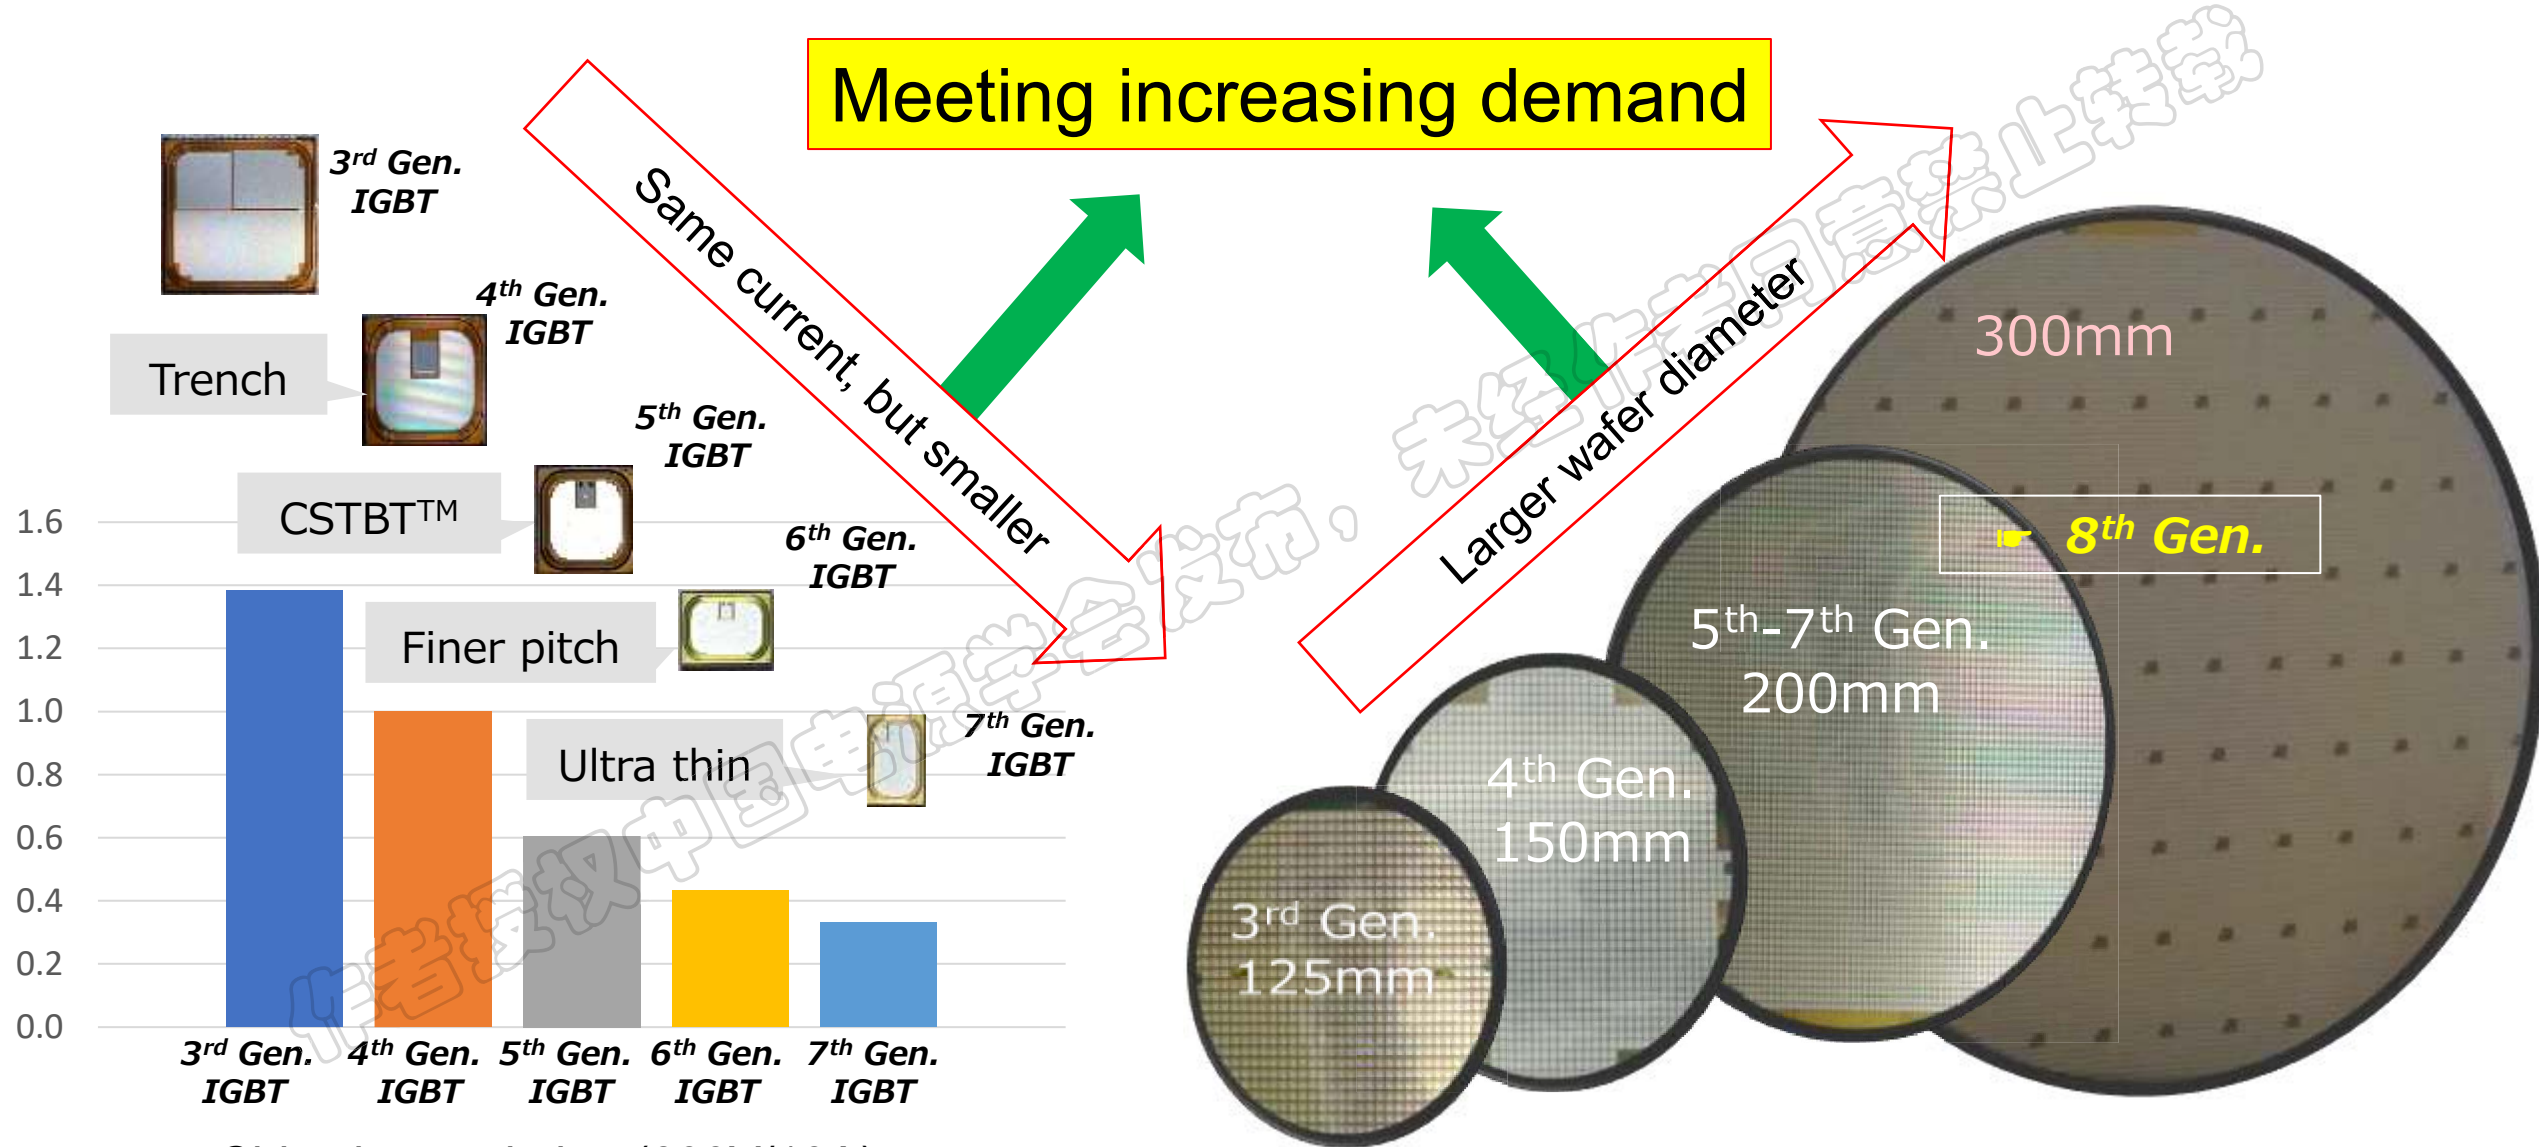 Meeting increasing demand
3rd Gen.
IGBT
4th Gen.
IGBT
Trench
5th Gen.
IGBT
CSTBT™
6th Gen.
IGBT
Finer pitch
7th Gen.
IGBT
Ultra thin
Same current, but smaller
Larger wafer diameter
1.6
1.4
1.2
1.0
0.8
0.6
0.4
0.2
0.0
3rd Gen.
IGBT
4th Gen.
IGBT
5th Gen.
IGBT
6th Gen.
IGBT
7th Gen.
IGBT
300mm
☛ 8th Gen.
5th-7th Gen.
200mm
4th Gen.
150mm
3rd Gen.
125mm
作者授权中国电源学会发布，未经作者同意禁止转载